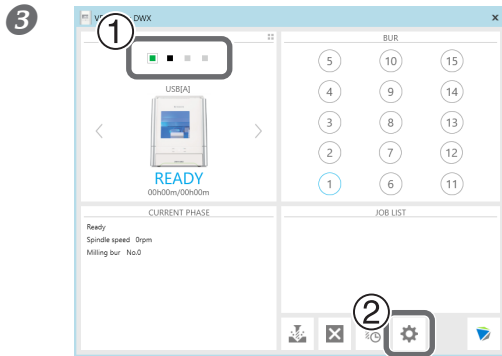 3
DWX
1
USB[A]
READY
00h00m/00h00m
BUR
5 10 15
4 9 14
3 8 13
2 7 12
1 6 11
CURRENT PHASE
Ready
Spindle speed 0rpm
Milling bur No.0
JOB LIST
2